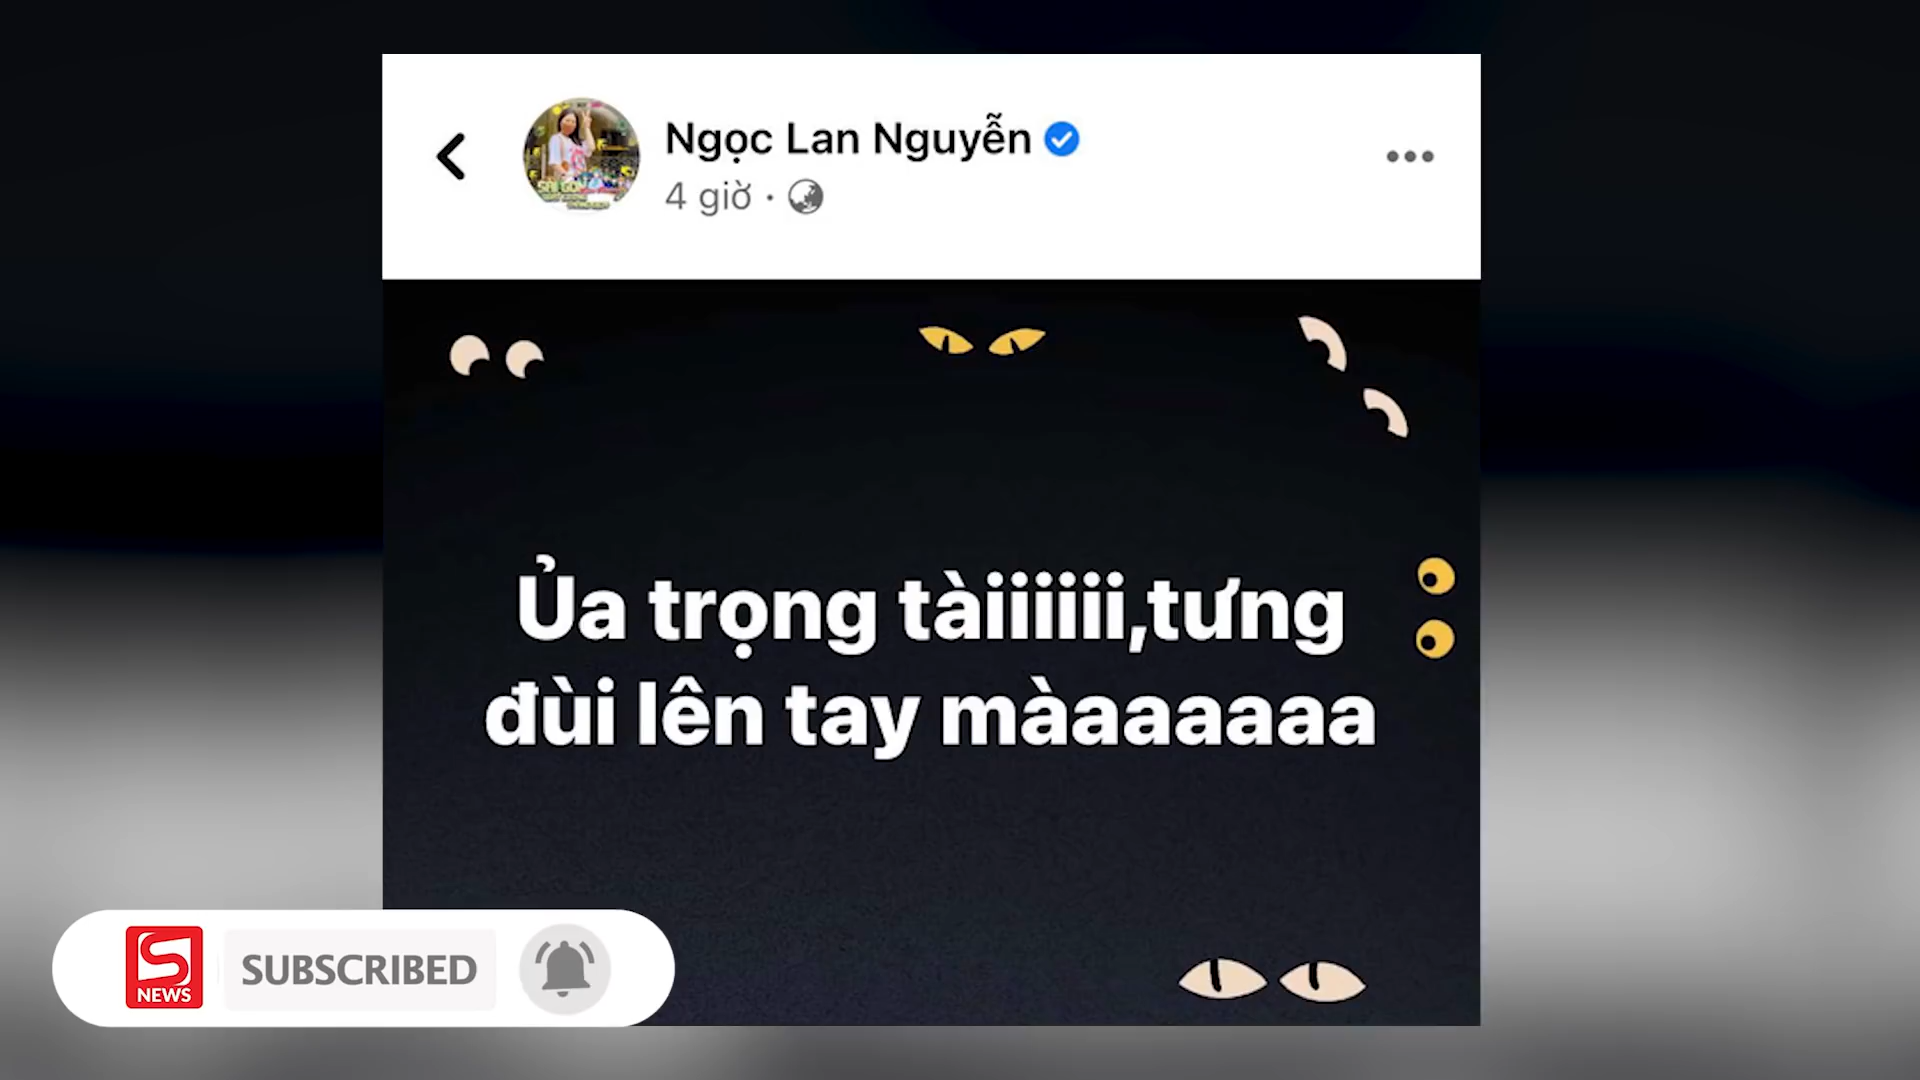 Ngọc Lan Nguyễn
4 giờ ·
Ủa trọng tàiiiiii,tưng
đùi lên tay màaaaaaa
S
NEWS
SUBSCRIBED